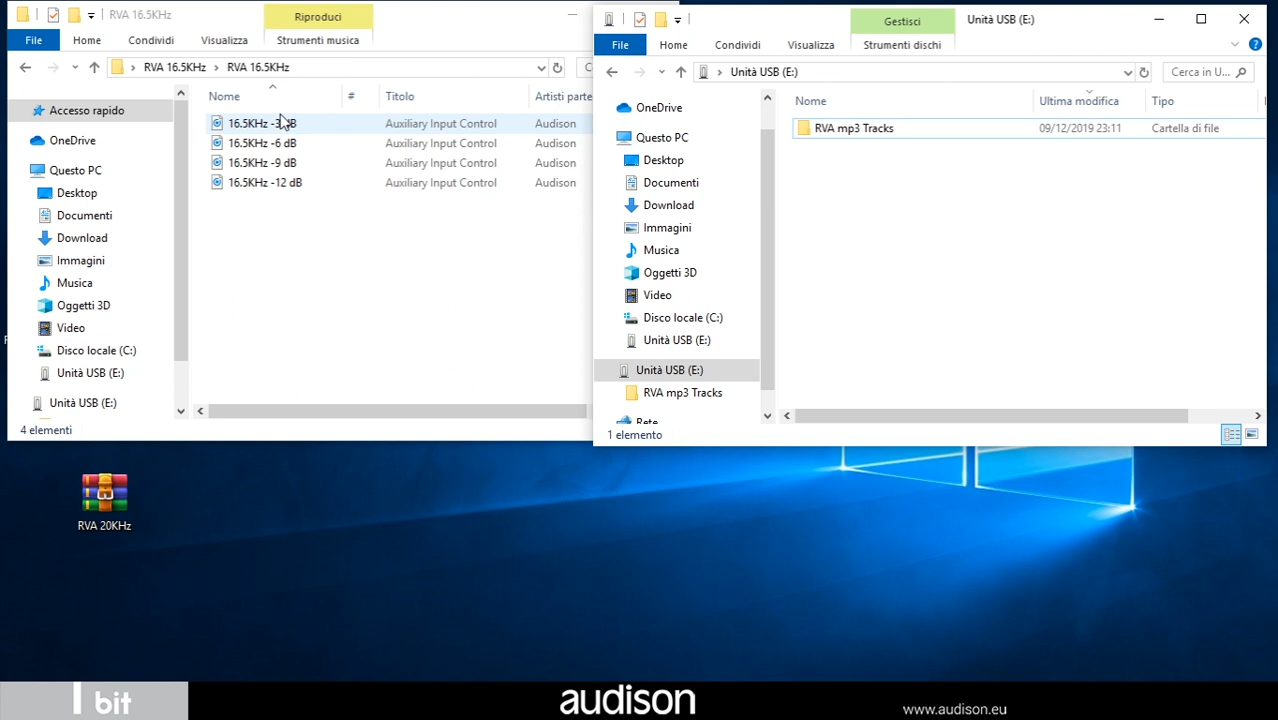 RVA 16.5KHz
Riproduci
File
Home
Condividi
Visualizza
Strumenti musica
RVA 16.5KHz › RVA 16.5KHz
Nome
#
Titolo
Artisti parte
Accesso rapido
OneDrive
Questo PC
Desktop
Documenti
Download
Immagini
Musica
Oggetti 3D
Video
Disco locale (C:)
Unità USB (E:)
Unità USB (E:)
16.5KHz -3 dB Auxiliary Input Control Audison
16.5KHz -6 dB Auxiliary Input Control Audison
16.5KHz -9 dB Auxiliary Input Control Audison
16.5KHz -12 dB Auxiliary Input Control Audison
4 elementi
Gestisci
Unità USB (E:)
File
Home
Condividi
Visualizza
Strumenti dischi
› Unità USB (E:)
Cerca in U...
OneDrive
Questo PC
Desktop
Documenti
Download
Immagini
Musica
Oggetti 3D
Video
Disco locale (C:)
Unità USB (E:)
Unità USB (E:)
RVA mp3 Tracks
Rete
Nome
Ultima modifica
Tipo
RVA mp3 Tracks 09/12/2019 23:11 Cartella di file
1 elemento
RVA 20KHz
bit
audison
www.audison.eu